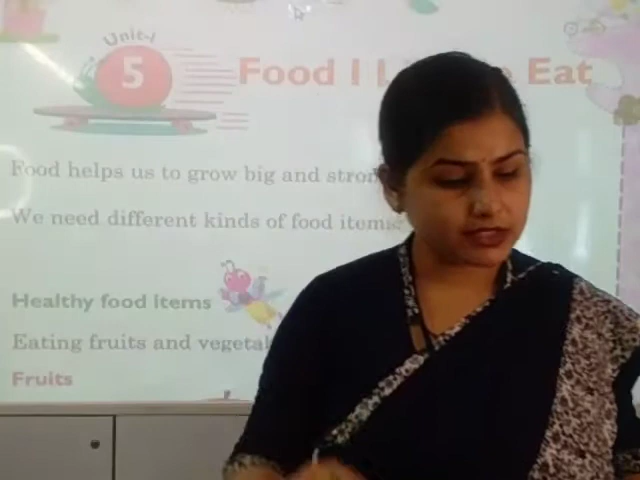 Unit-1
5
Food I L e Eat
Food helps us to grow big and stron
We need different kinds of food items
Healthy food Items
Eating fruits and vegetal
Fruits